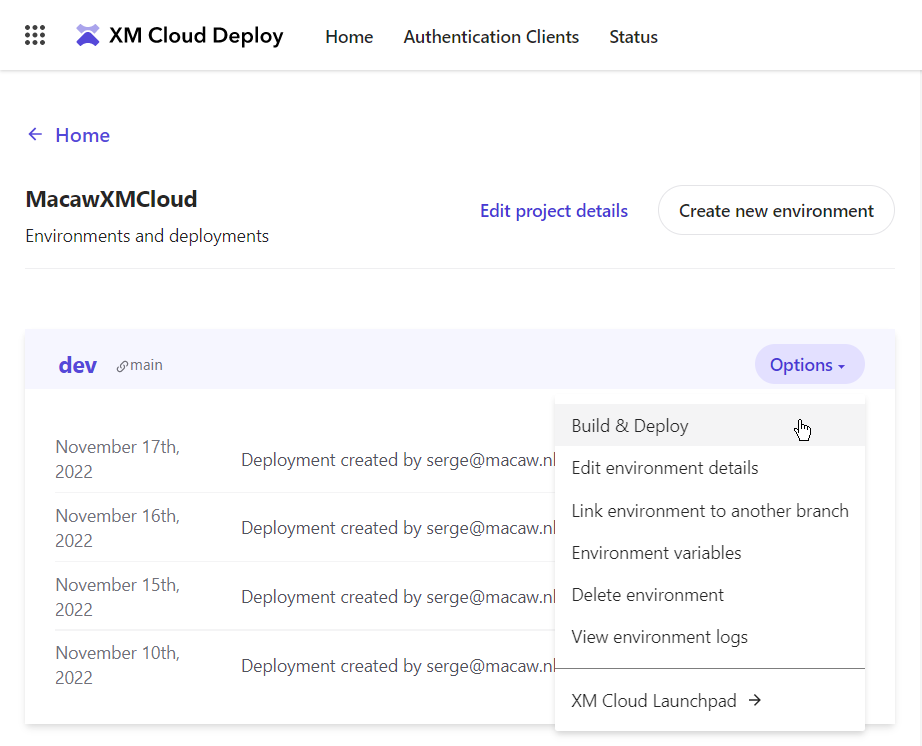 XM Cloud Deploy Home Authentication Clients Status
← Home
MacawXMCloud
Environments and deployments
Edit project details
Create new environment
dev
main
Options
November 17th,
2022
Deployment created by serge@macaw.nl
November 16th,
2022
Deployment created by serge@macaw.nl
November 15th,
2022
Deployment created by serge@macaw.nl
November 10th,
2022
Deployment created by serge@macaw.nl
Build & Deploy
Edit environment details
Link environment to another branch
Environment variables
Delete environment
View environment logs
XM Cloud Launchpad →